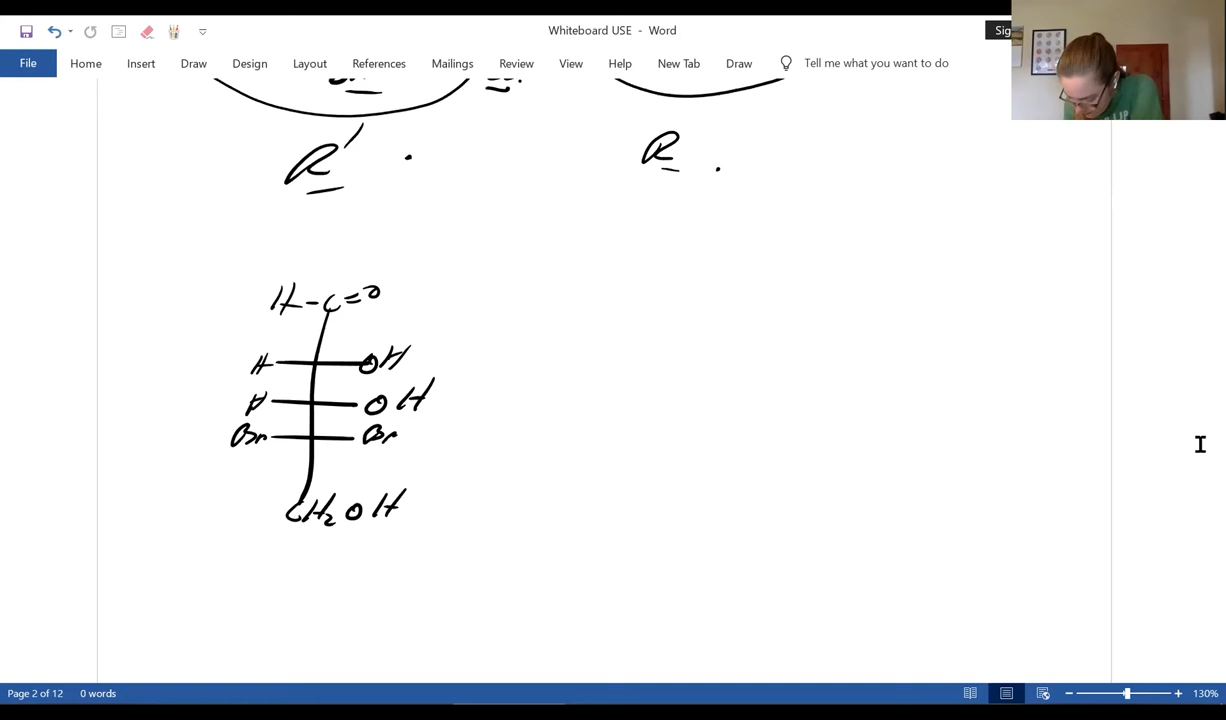 Whiteboard USE - Word
Sig
File Home Insert Draw Design Layout References Mailings Review View Help New Tab Draw Tell me what you want to do
R' . R .
H-C=O
H OH
H OH
Br Br
CH2OH
Page 2 of 12 0 words 130%